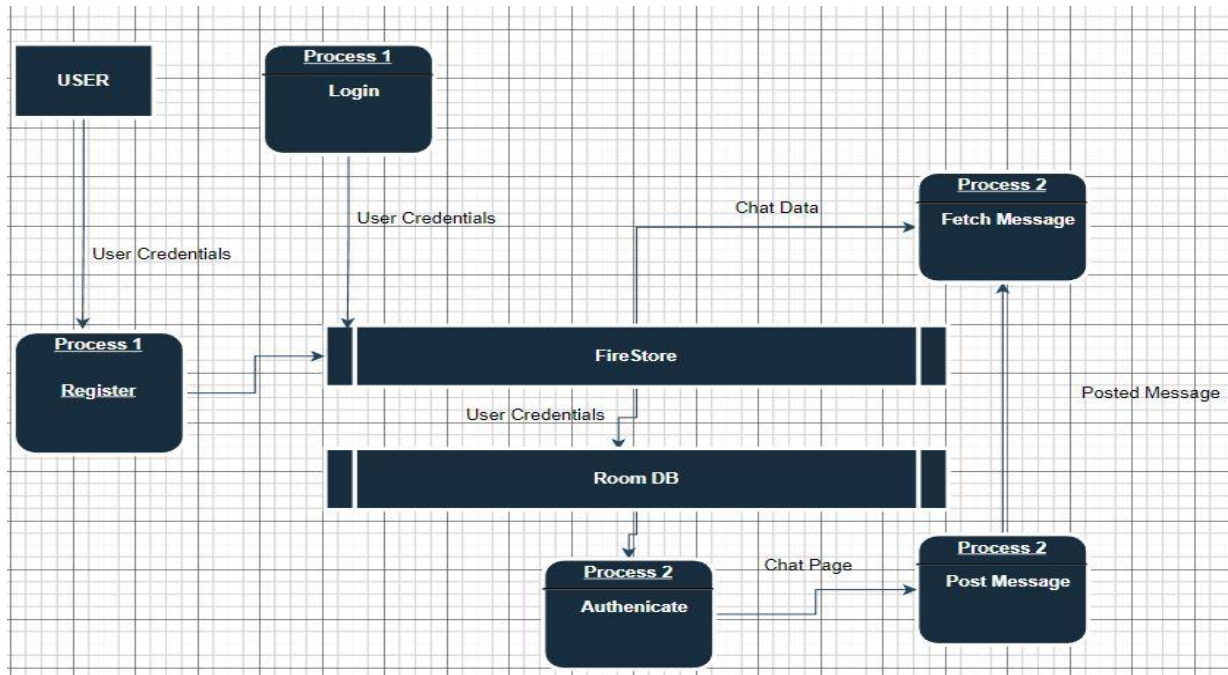 USER
Process 1
Login
Process 2
Fetch Message
Chat Data
User Credentials
User Credentials
Process 1
Register
FireStore
User Credentials
Posted Message
Room DB
Process 2
Authenicate
Chat Page
Process 2
Post Message